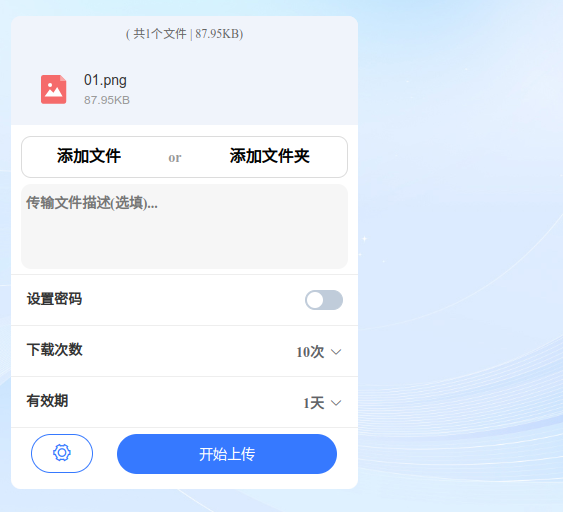 ( 共1个文件 | 87.95KB)
01.png
87.95KB
添加文件 or 添加文件夹
传输文件描述(选填)...
设置密码
下载次数 10次
有效期 1天
开始上传